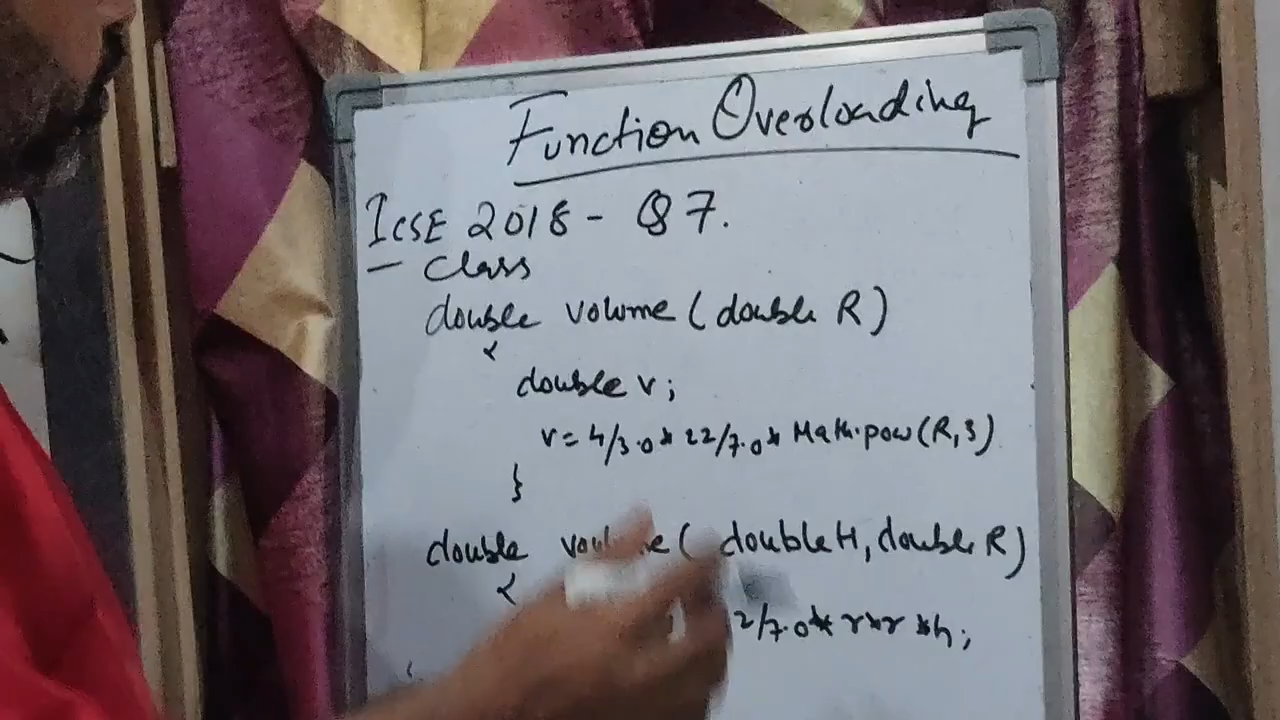 Function Overloading
ICSE 2018 - Q7.
- class
double volume (double R)
{
double v;
v = 4/3.0 * 22/7.0 * Math.pow(R,3)
}
double volume ( double H, double R)
{
2/7.0 * r*r *h;